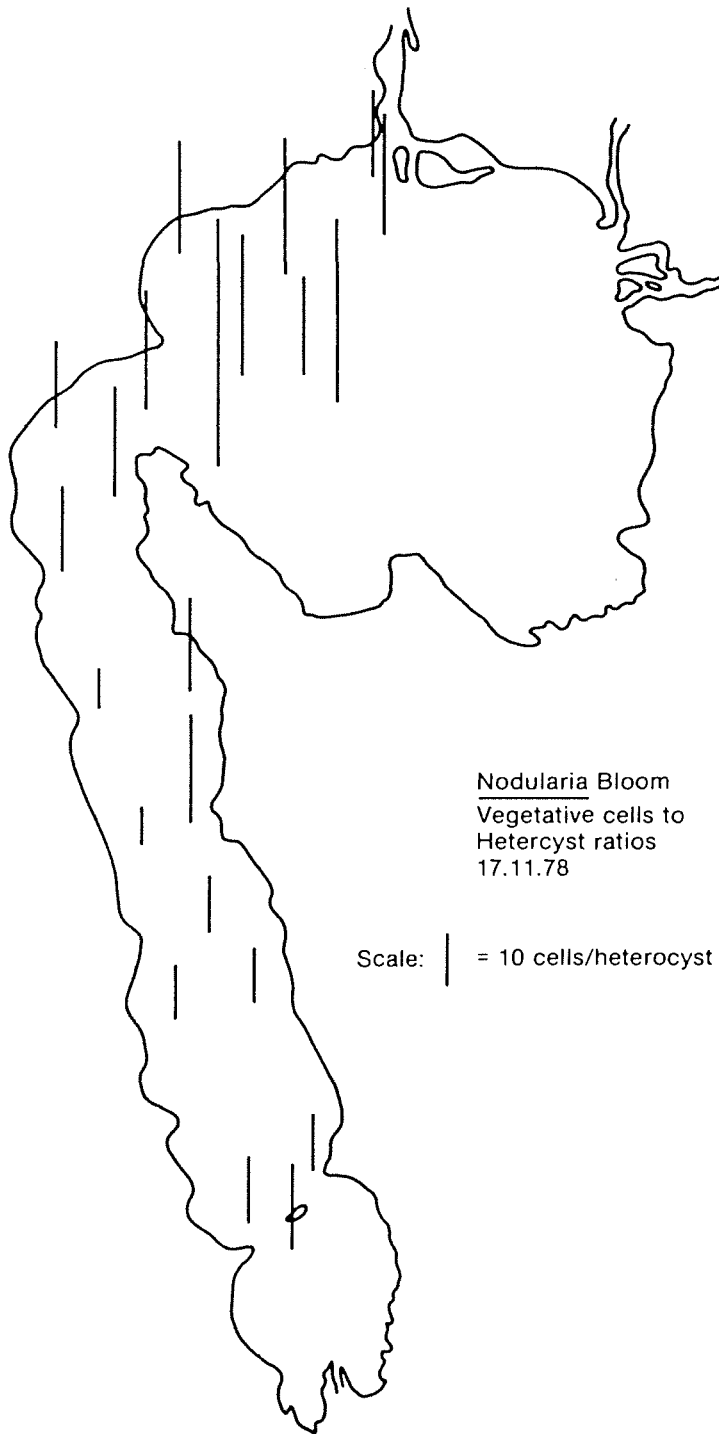 Nodularia Bloom
Vegetative cells to
Hetercyst ratios
17.11.78
Scale: | = 10 cells/heterocyst